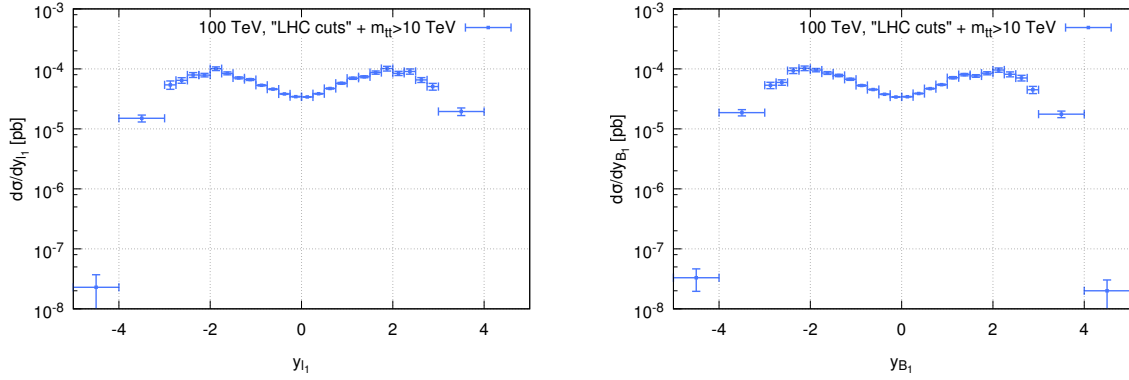 100 TeV, "LHC cuts" + m_tt>10 TeV
dσ/dy_l1 [pb]
10^-3
10^-4
10^-5
10^-6
10^-7
10^-8
-4 -2 0 2 4
y_l1
100 TeV, "LHC cuts" + m_tt>10 TeV
dσ/dy_B1 [pb]
10^-3
10^-4
10^-5
10^-6
10^-7
10^-8
-4 -2 0 2 4
y_B1